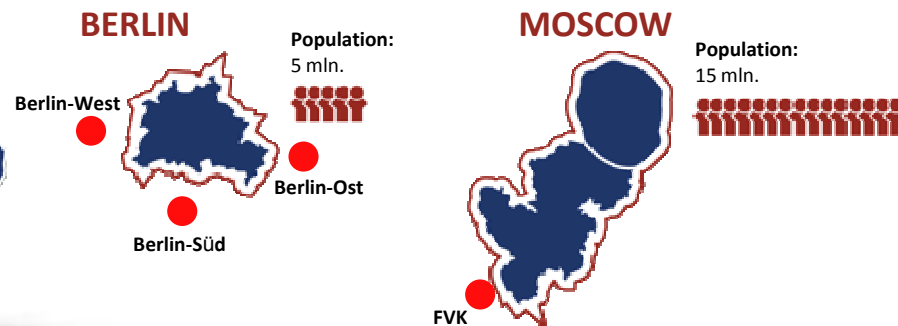 BERLIN
Population:
5 mln.
Berlin-West
Berlin-Ost
Berlin-Süd
MOSCOW
Population:
15 mln.
FVK